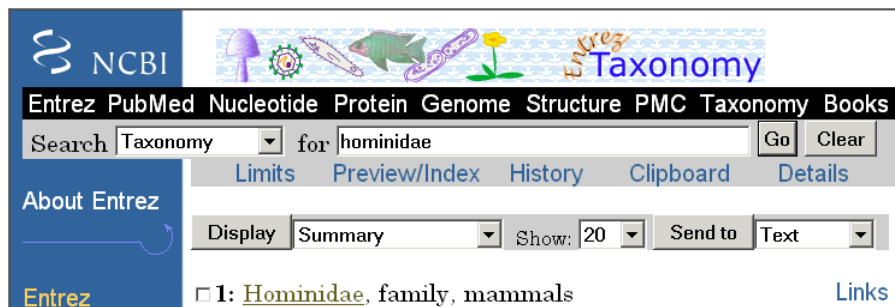 NCBI
Entrez Taxonomy
Entrez PubMed Nucleotide Protein Genome Structure PMC Taxonomy Books
Search Taxonomy for hominidae Go Clear
Limits Preview/Index History Clipboard Details
About Entrez
Display Summary Show: 20 Send to Text
Entrez
1: Hominidae, family, mammals Links